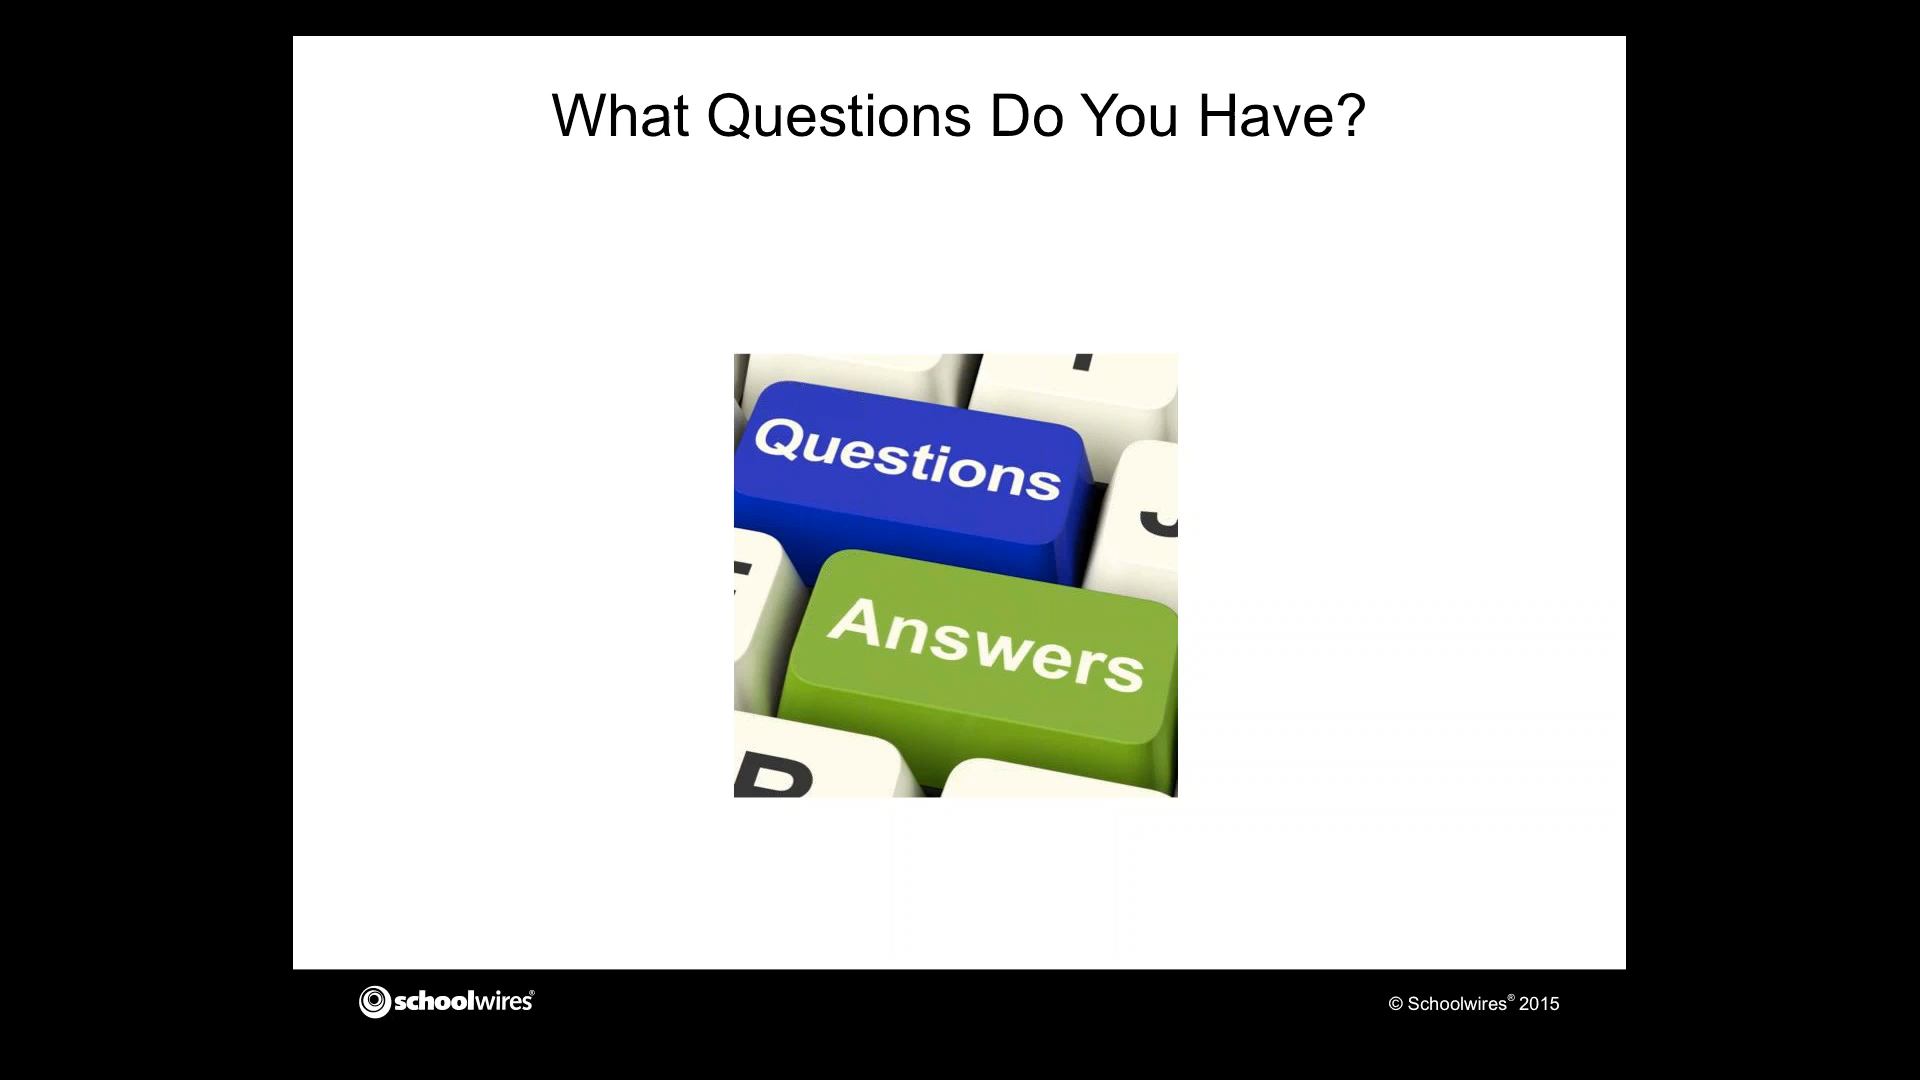 What Questions Do You Have?
Questions
J
Answers
schoolwires®
© Schoolwires® 2015